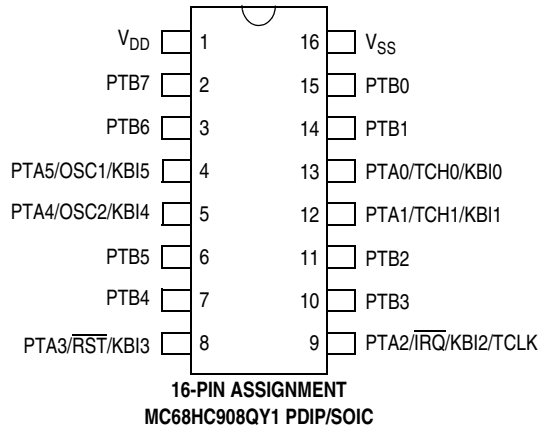 VDD 1 16 VSS
PTB7 2 15 PTB0
PTB6 3 14 PTB1
PTA5/OSC1/KBI5 4 13 PTA0/TCH0/KBI0
PTA4/OSC2/KBI4 5 12 PTA1/TCH1/KBI1
PTB5 6 11 PTB2
PTB4 7 10 PTB3
PTA3/RST/KBI3 8 9 PTA2/IRQ/KBI2/TCLK
16-PIN ASSIGNMENT
MC68HC908QY1 PDIP/SOIC